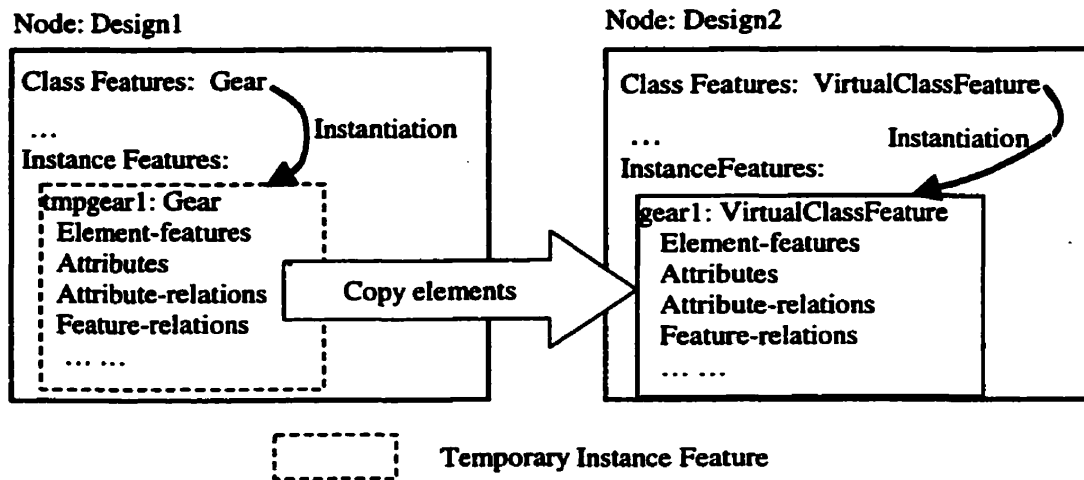 Node: Design1
Class Features: Gear
Instantiation
...
Instance Features:
tmpgear1: Gear
Element-features
Attributes
Attribute-relations
Feature-relations
... ...
Copy elements
Node: Design2
Class Features: VirtualClassFeature
Instantiation
...
InstanceFeatures:
gear1: VirtualClassFeature
Element-features
Attributes
Attribute-relations
Feature-relations
... ...
Temporary Instance Feature